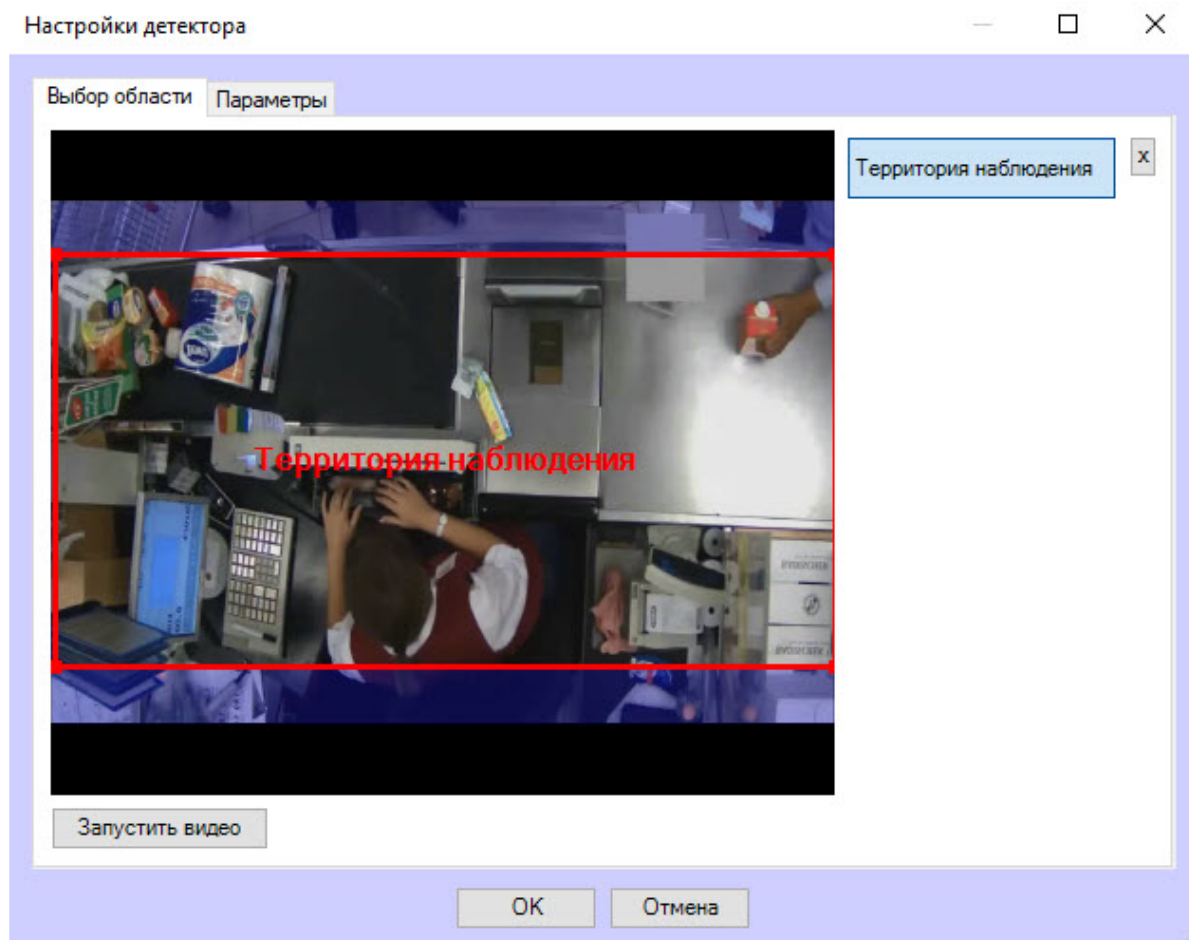 Настройки детектора
Выбор области
Параметры
Территория наблюдения
x
Территория наблюдения
Запустить видео
OK
Отмена